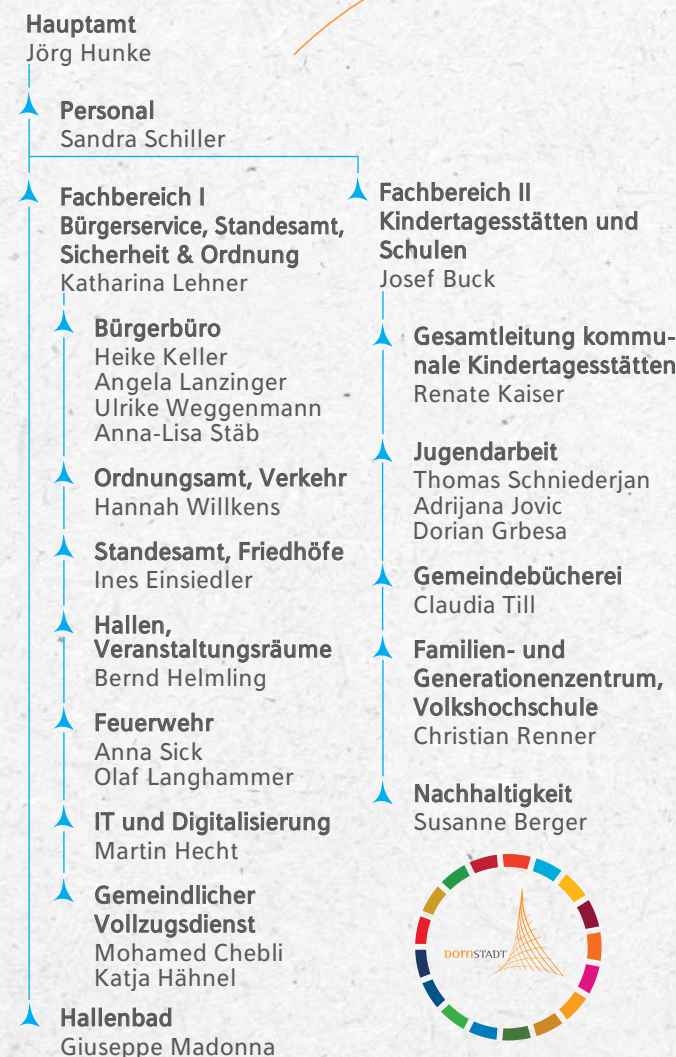 Hauptamt
Jörg Hunke
Personal
Sandra Schiller
Fachbereich I
Bürgerservice, Standesamt,
Sicherheit & Ordnung
Katharina Lehner
Bürgerbüro
Heike Keller
Angela Lanzinger
Ulrike Weggenmann
Anna-Lisa Stäb
Ordnungsamt, Verkehr
Hannah Willkens
Standesamt, Friedhöfe
Ines Einsiedler
Hallen,
Veranstaltungsräume
Bernd Helmling
Feuerwehr
Anna Sick
Olaf Langhammer
IT und Digitalisierung
Martin Hecht
Gemeindlicher
Vollzugsdienst
Mohamed Chebli
Katja Hähnel
Hallenbad
Giuseppe Madonna
Fachbereich II
Kindertagesstätten und
Schulen
Josef Buck
Gesamtleitung kommu-
nale Kindertagesstätten
Renate Kaiser
Jugendarbeit
Thomas Schniederjan
Adrijana Jovic
Dorian Grbesa
Gemeindebücherei
Claudia Till
Familien- und
Generationenzentrum,
Volkshochschule
Christian Renner
Nachhaltigkeit
Susanne Berger
DORNSTADT